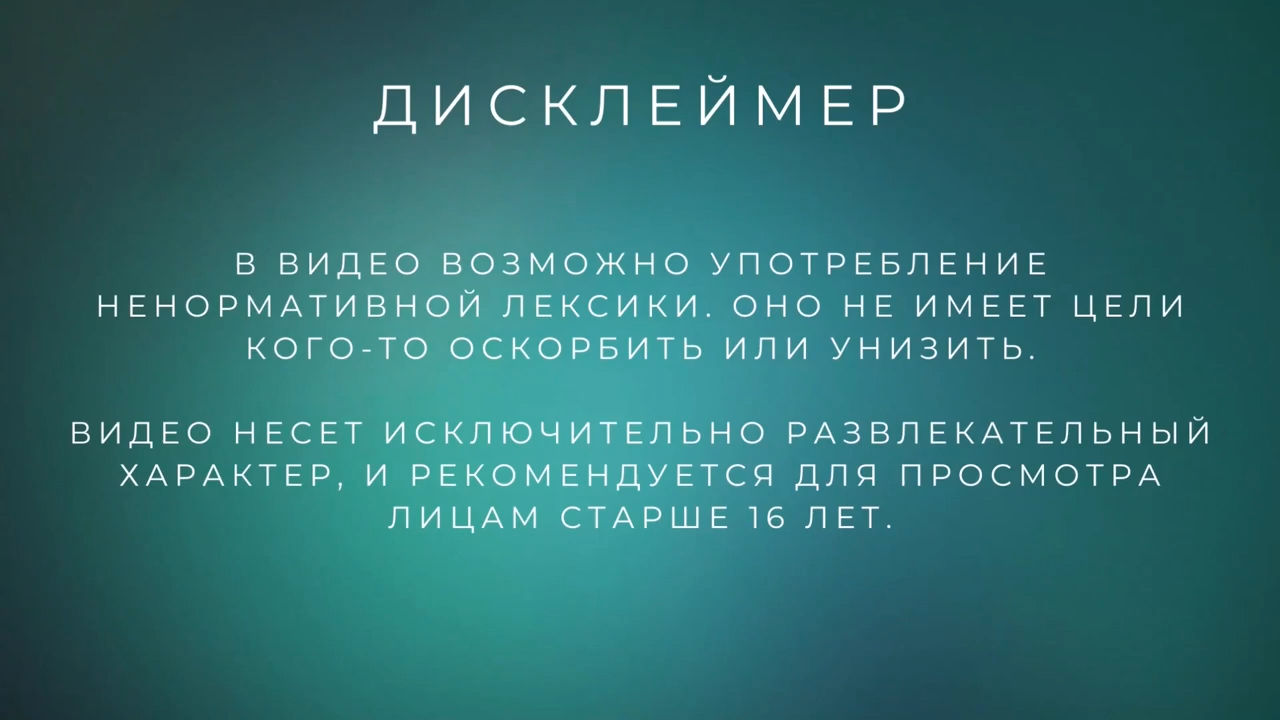 ДИСКЛЕЙМЕР
В ВИДЕО ВОЗМОЖНО УПОТРЕБЛЕНИЕ
НЕНОРМАТИВНОЙ ЛЕКСИКИ. ОНО НЕ ИМЕЕТ ЦЕЛИ
КОГО-ТО ОСКОРБИТЬ ИЛИ УНИЗИТЬ.
ВИДЕО НЕСЕТ ИСКЛЮЧИТЕЛЬНО РАЗВЛЕКАТЕЛЬНЫЙ
ХАРАКТЕР, И РЕКОМЕНДУЕТСЯ ДЛЯ ПРОСМОТРА
ЛИЦАМ СТАРШЕ 16 ЛЕТ.